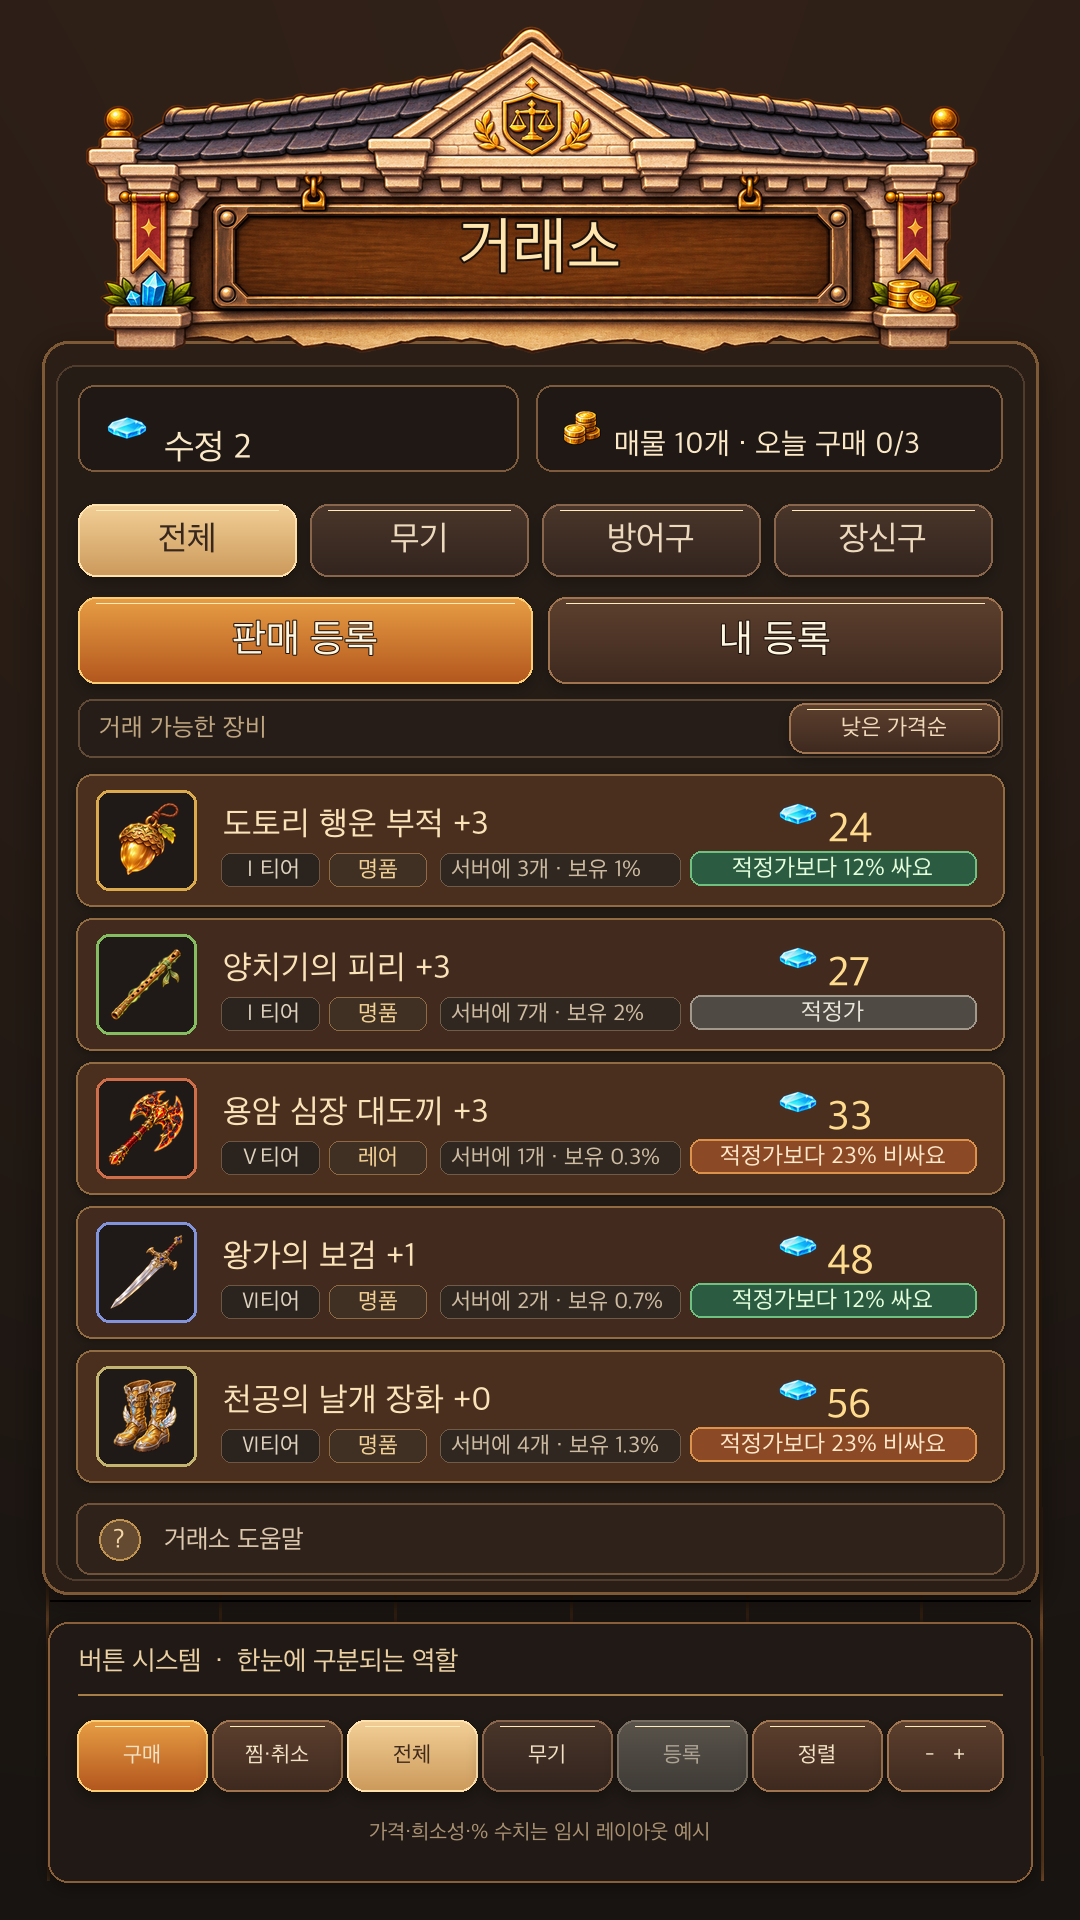 거래소
수정 2
매물 10개 · 오늘 구매 0/3
전체 무기 방어구 장신구
판매 등록 내 등록
거래 가능한 장비 낮은 가격순
도토리 행운 부적 +3 24
Ⅰ 티어 명품 서버에 3개 · 보유 1% 적정가보다 12% 싸요
양치기의 피리 +3 27
Ⅰ 티어 명품 서버에 7개 · 보유 2% 적정가
용암 심장 대도끼 +3 33
Ⅴ 티어 레어 서버에 1개 · 보유 0.3% 적정가보다 23% 비싸요
왕가의 보검 +1 48
Ⅵ티어 명품 서버에 2개 · 보유 0.7% 적정가보다 12% 싸요
천공의 날개 장화 +0 56
Ⅵ티어 명품 서버에 4개 · 보유 1.3% 적정가보다 23% 비싸요
? 거래소 도움말
버튼 시스템 · 한눈에 구분되는 역할
구매 찜·취소 전체 무기 등록 정렬 - +
가격·희소성·% 수치는 임시 레이아웃 예시